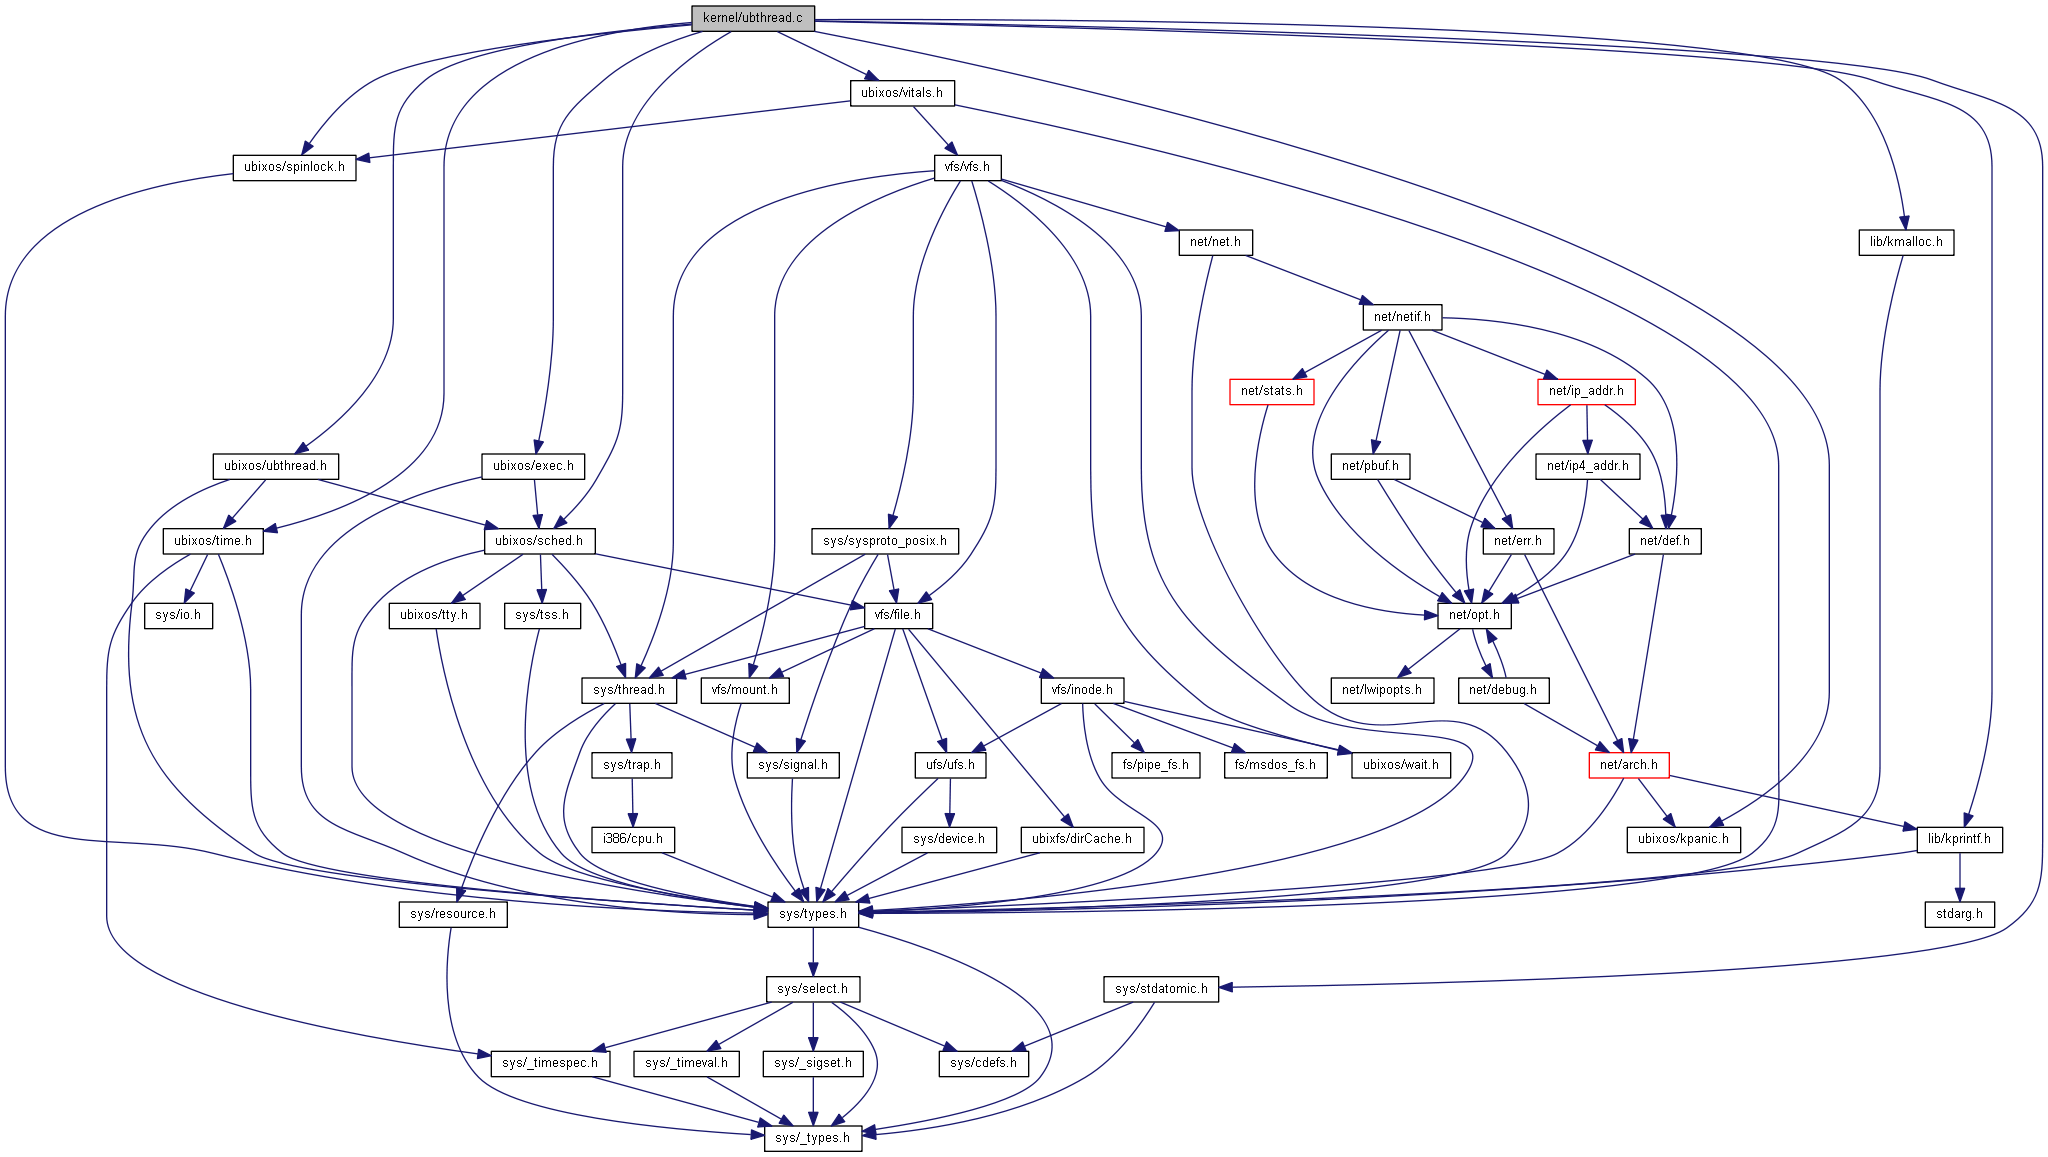 kernel/ubthread.c
ubixos/vitals.h
ubixos/spinlock.h
vfs/vfs.h
net/net.h
lib/kmalloc.h
net/netif.h
net/stats.h
net/ip_addr.h
ubixos/ubthread.h
ubixos/exec.h
net/pbuf.h
net/ip4_addr.h
ubixos/time.h
ubixos/sched.h
sys/sysproto_posix.h
net/err.h
net/def.h
sys/io.h
ubixos/tty.h
sys/tss.h
vfs/file.h
net/opt.h
sys/thread.h
vfs/mount.h
vfs/inode.h
net/lwipopts.h
net/debug.h
sys/trap.h
sys/signal.h
ufs/ufs.h
fs/pipe_fs.h
fs/msdos_fs.h
ubixos/wait.h
net/arch.h
i386/cpu.h
sys/device.h
ubixfs/dirCache.h
ubixos/kpanic.h
lib/kprintf.h
sys/resource.h
sys/types.h
stdarg.h
sys/select.h
sys/stdatomic.h
sys/_timespec.h
sys/_timeval.h
sys/_sigset.h
sys/cdefs.h
sys/_types.h